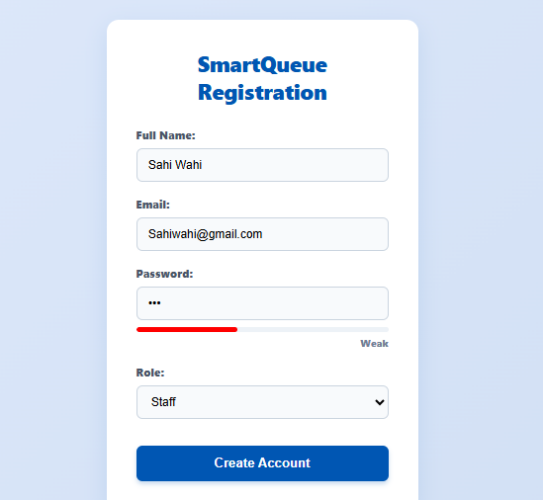 SmartQueue
Registration
Full Name:
Sahi Wahi
Email:
Sahiwahi@gmail.com
Password:
•••
Weak
Role:
Staff
Create Account